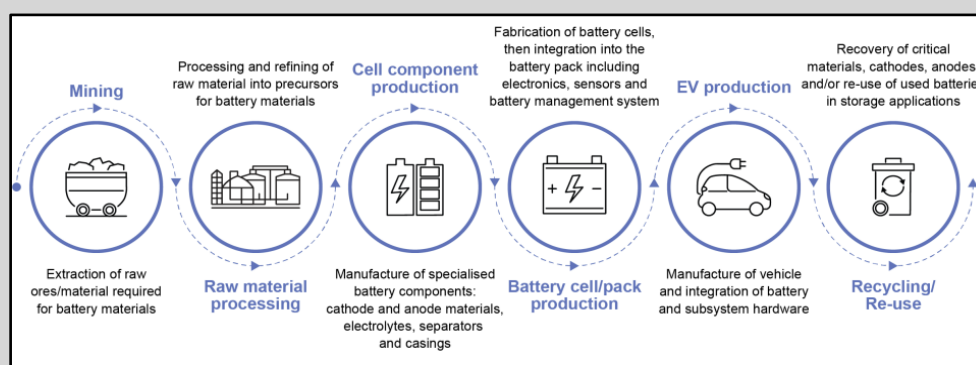 Mining
Extraction of raw
ores/material required
for battery materials
Processing and refining of
raw material into precursors
for battery materials
Raw material
processing
Cell component
production
Manufacture of specialised
battery components:
cathode and anode materials,
electrolytes, separators
and casings
Fabrication of battery cells,
then integration into the
battery pack including
electronics, sensors and
battery management system
+ -
Battery cell/pack
production
EV production
Manufacture of vehicle
and integration of battery
and subsystem hardware
Recovery of critical
materials, cathodes, anodes
and/or re-use of used batteries
in storage applications
Recycling/
Re-use